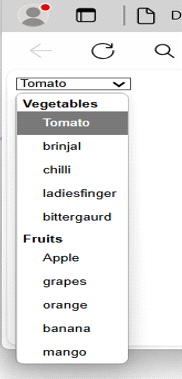 D
Tomato
Vegetables
Tomato
brinjal
chilli
ladiesfinger
bittergaurd
Fruits
Apple
grapes
orange
banana
mango